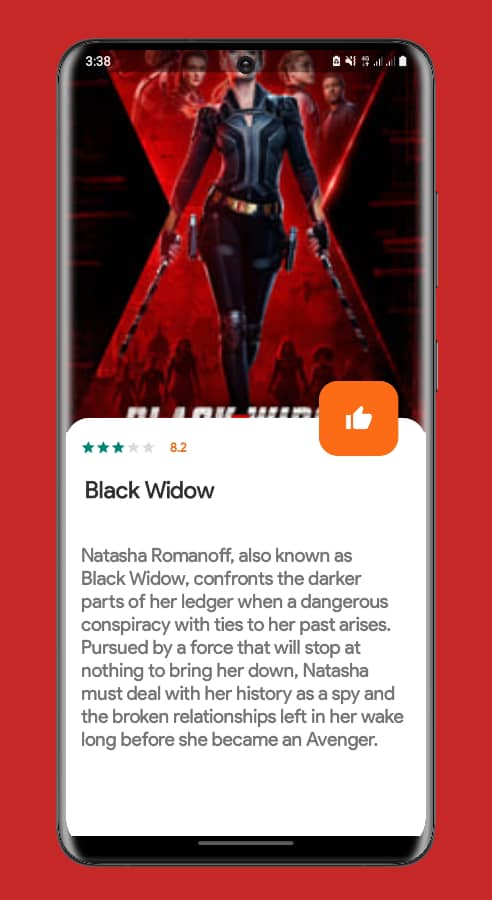 3:38
BLACK WIDOW
8.2
Black Widow
Natasha Romanoff, also known as
Black Widow, confronts the darker
parts of her ledger when a dangerous
conspiracy with ties to her past arises.
Pursued by a force that will stop at
nothing to bring her down, Natasha
must deal with her history as a spy and
the broken relationships left in her wake
long before she became an Avenger.